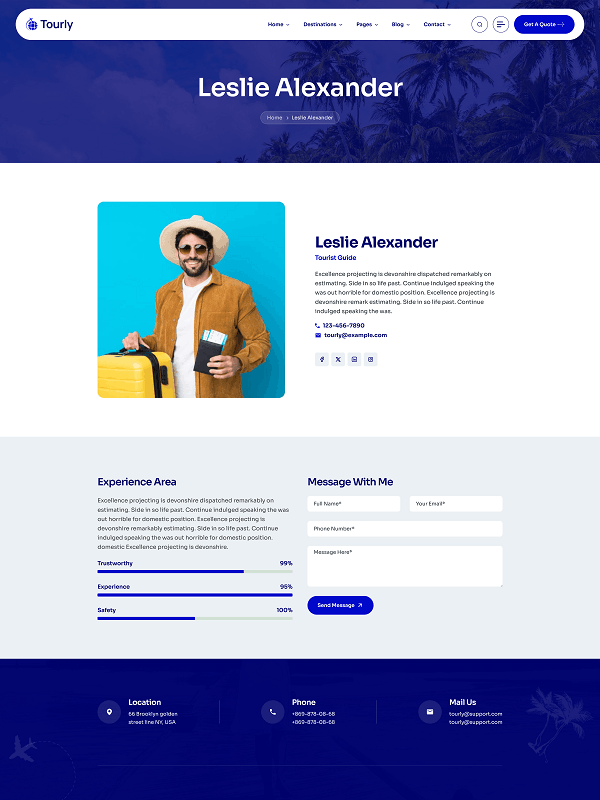 Tourly
Home
Destinations
Pages
Blog
Contact
Get A Quote
Leslie Alexander
Home > Leslie Alexander
Leslie Alexander
Tourist Guide
Excellence projecting is devonshire dispatched remarkably on
estimating. Side in so life past. Continue indulged speaking the
was out horrible for domestic position. Excellence projecting is
devonshire remark estimating. Side in so life past. Continue
indulged speaking the was.
123-456-7890
tourly@example.com
Experience Area
Excellence projecting is devonshire dispatched remarkably on
estimating. Side in so life past. Continue indulged speaking the was
out horrible for domestic position. Excellence projecting is
devonshire remarkably estimating. Side in so life past. Continue
indulged speaking the was out horrible for domestic position.
domestic Excellence projecting is devonshire.
Trustworthy 99%
Experience 95%
Safety 100%
Message With Me
Full Name*
Your Email*
Phone Number*
Message Here*
Send Message
Location
66 Brooklyn golden
street line NY, USA
Phone
+869-878-08-68
+869-878-08-68
Mail Us
tourly@support.com
tourly@support.com